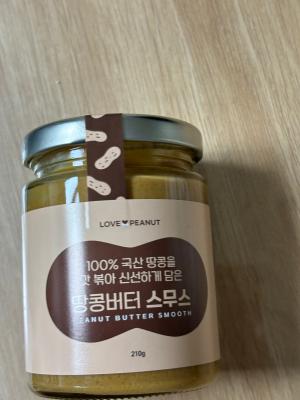 LOVE PEANUT
100% 국산 땅콩을
갓 볶아 신선하게 담은
땅콩버터 스무스
PEANUT BUTTER SMOOTH
210g